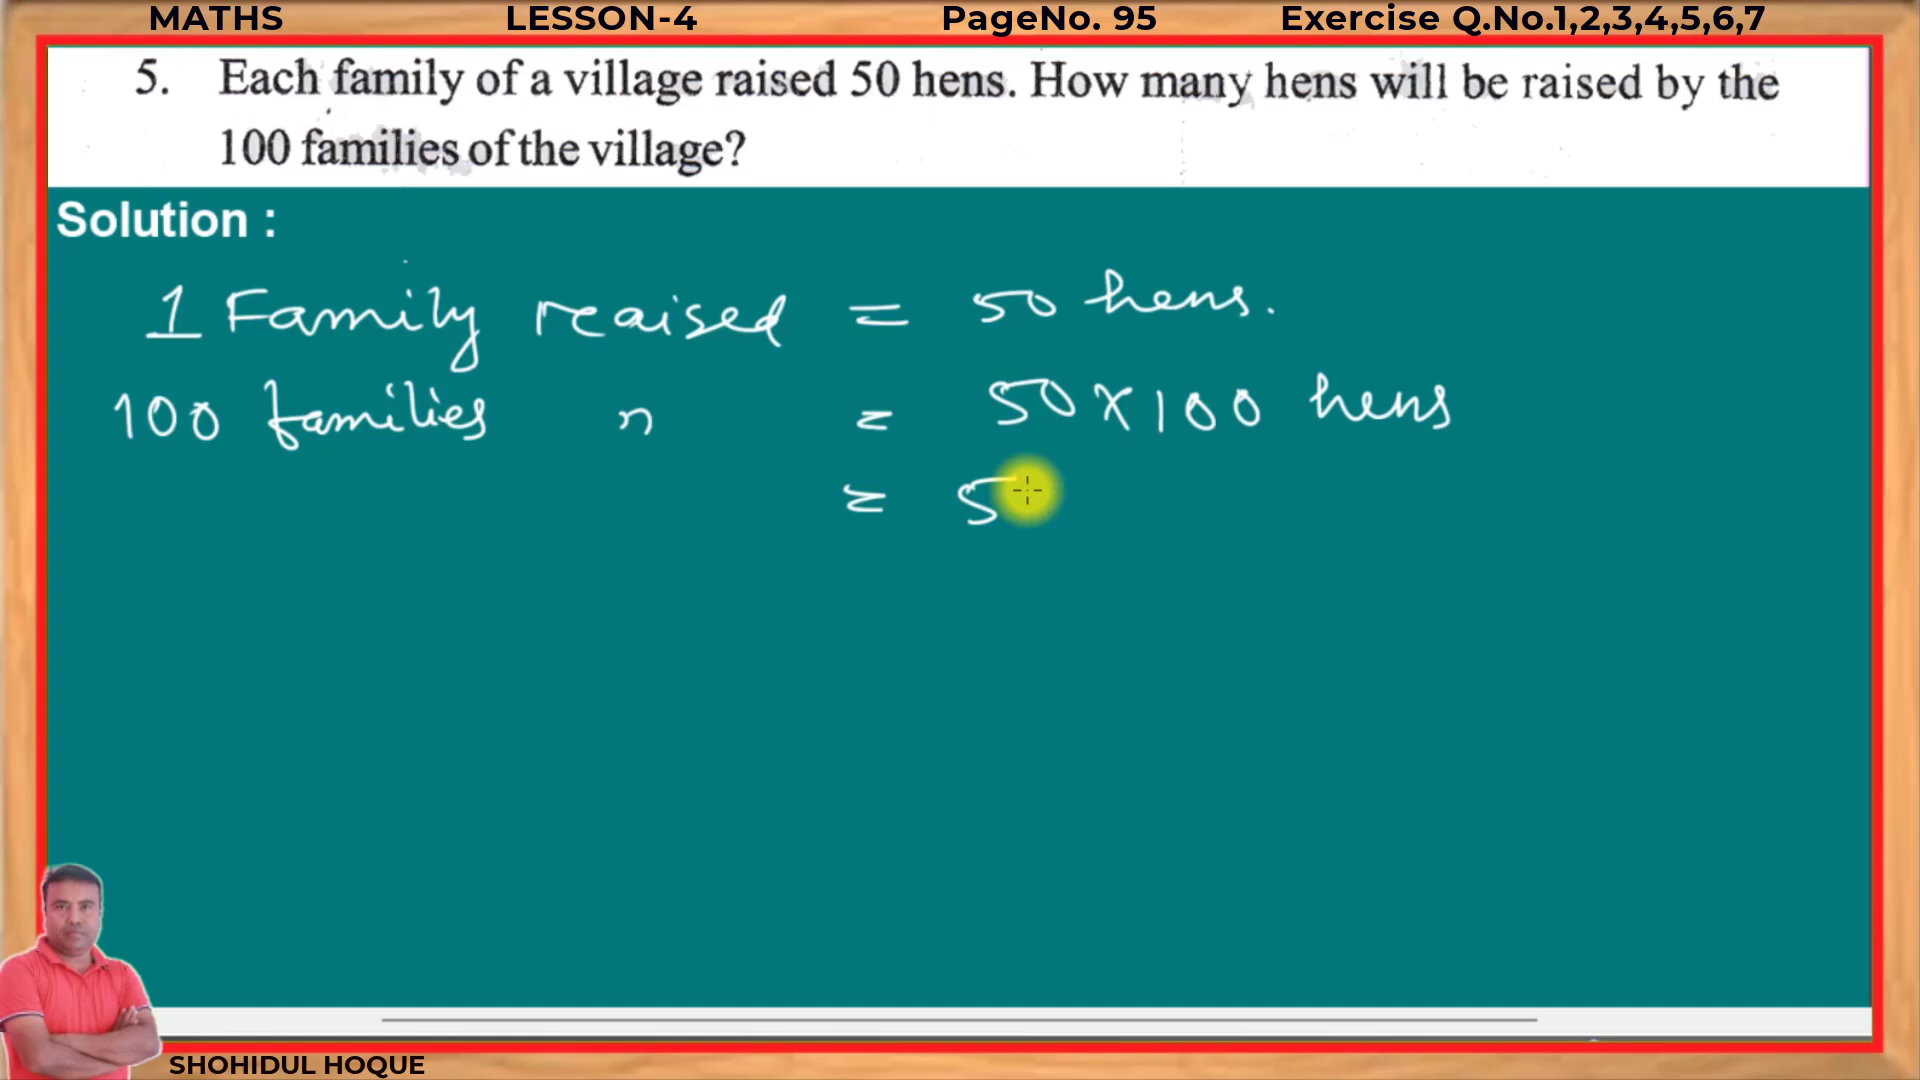 MATHS LESSON-4 PageNo. 95 Exercise Q.No.1,2,3,4,5,6,7
5. Each family of a village raised 50 hens. How many hens will be raised by the
100 families of the village?
Solution :
1 Family reaised = 50 hens.
100 families n = 50 x 100 hens
= 5
SHOHIDUL HOQUE